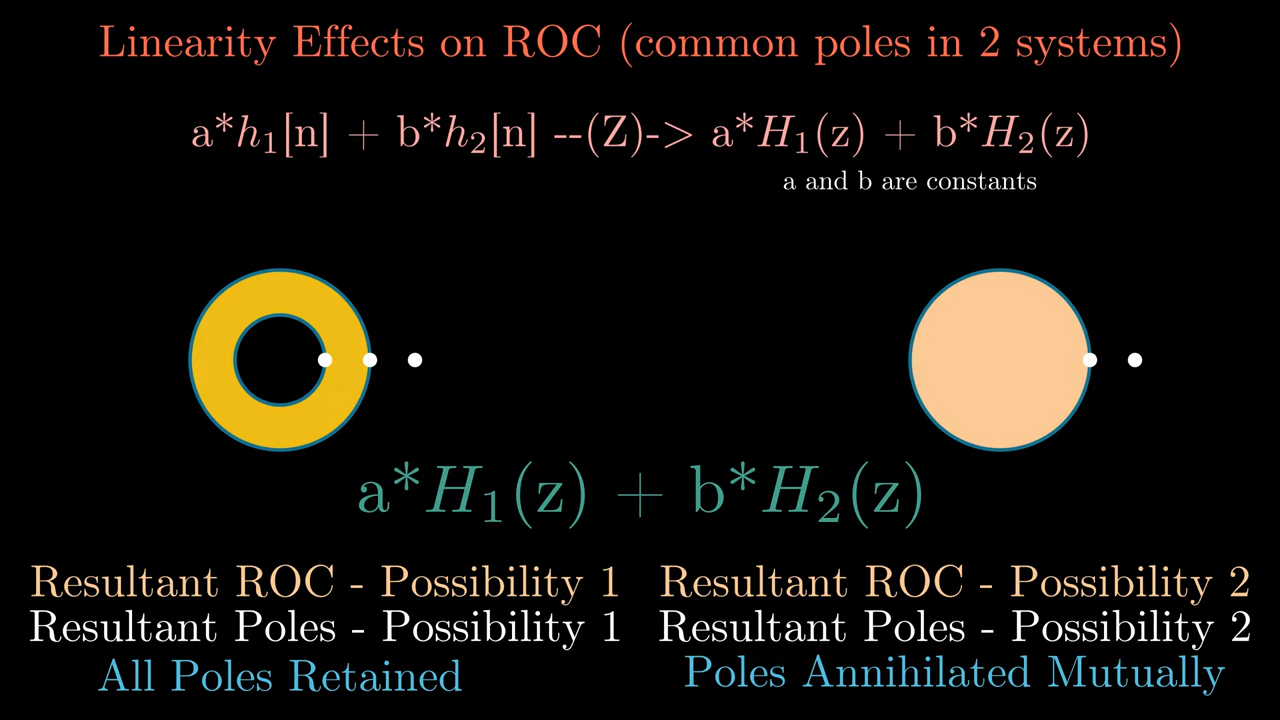 Linearity Effects on ROC (common poles in 2 systems)
a*h₁[n] + b*h₂[n] --(Z)-> a*H₁(z) + b*H₂(z)
a and b are constants
a*H₁(z) + b*H₂(z)
Resultant ROC - Possibility 1
Resultant Poles - Possibility 1
All Poles Retained
Resultant ROC - Possibility 2
Resultant Poles - Possibility 2
Poles Annihilated Mutually